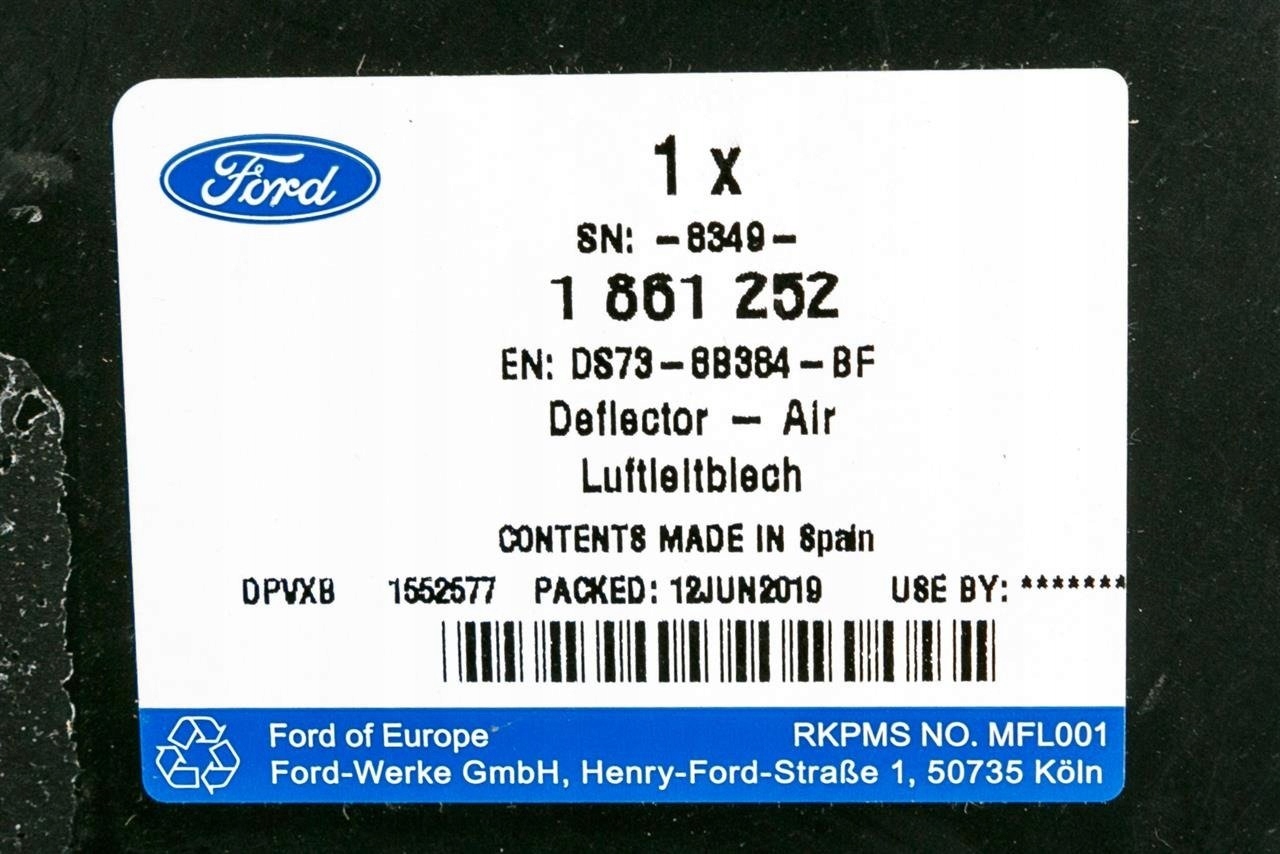 Ford
1 x
SN: -8349-
1 861 252
EN: DS73-8B384-BF
Deflector - Air
Luftleitblech
CONTENTS MADE IN Spain
DPVXB 1552577 PACKED: 12JUN2019 USE BY: *******
Ford of Europe RKPMS NO. MFL001
Ford-Werke GmbH, Henry-Ford-Straße 1, 50735 Köln